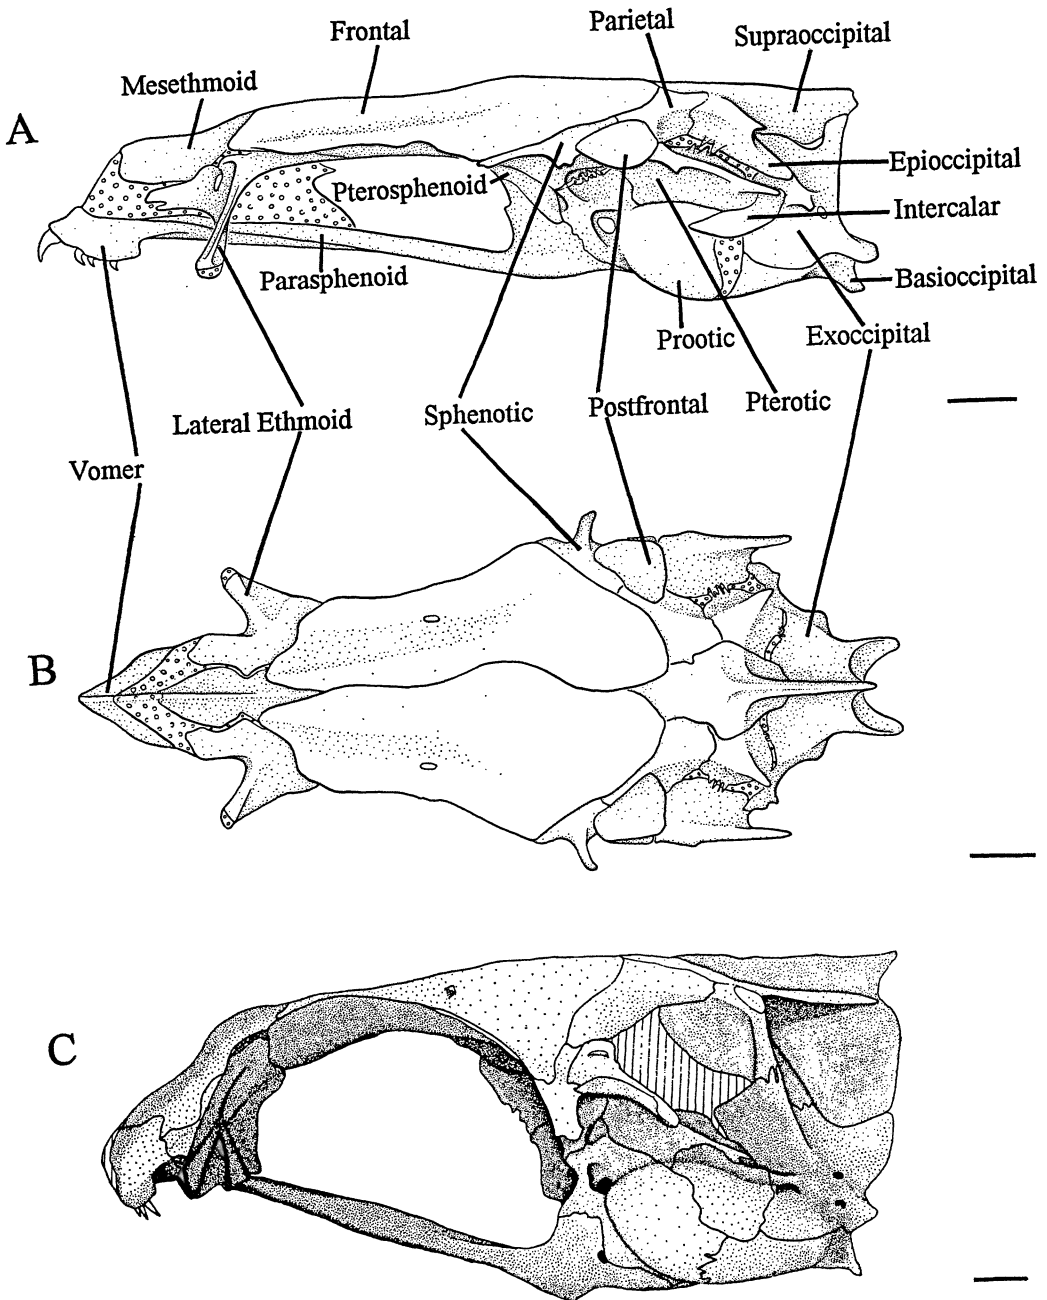 Frontal
Parietal
Supraoccipital
Mesethmoid
A
Pterosphenoid
Epioccipital
Intercalar
Parasphenoid
Basioccipital
Prootic
Exoccipital
Lateral Ethmoid
Sphenotic
Postfrontal
Pterotic
Vomer
B
C